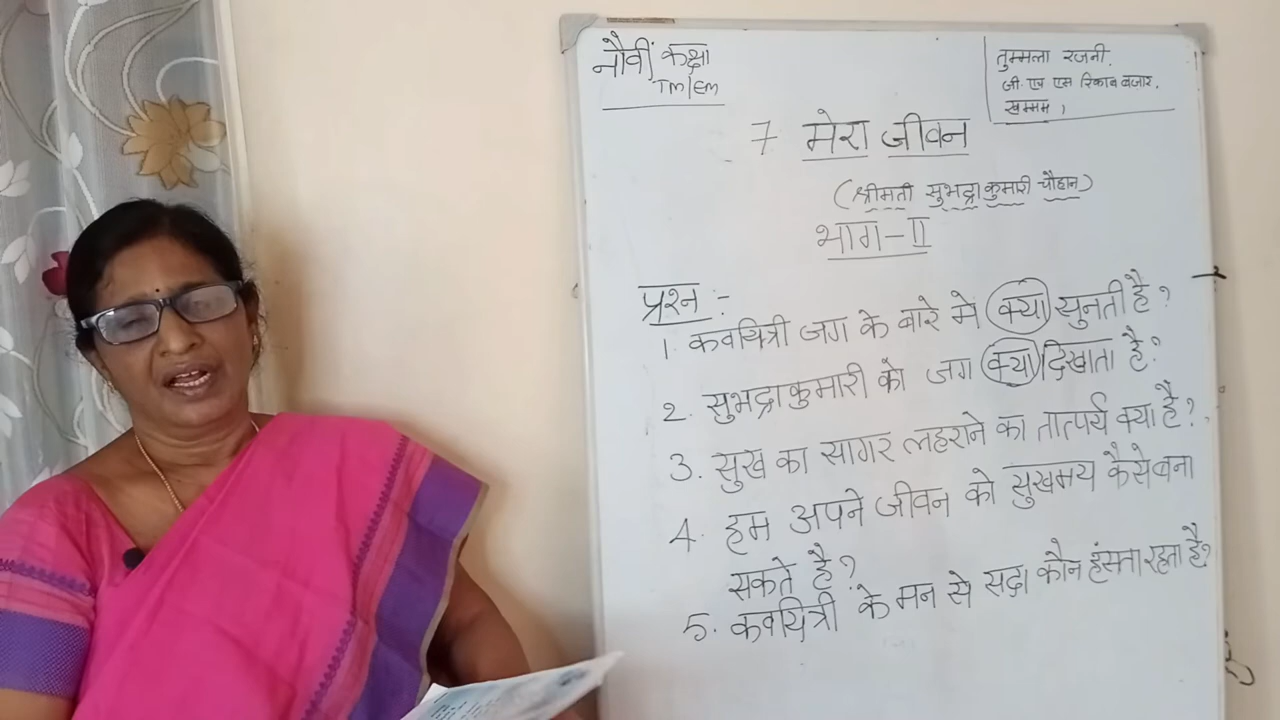 नौवीं कक्षा
TM/EM
तुम्मला रजनी.
जी. एच एस रिकाब बजार.
खम्मम ।
7 मेरा जीवन
(श्रीमती सुभद्रा कुमारी चौहान)
भाग-II
प्रश्न :-
1. कवयित्री जग के बारे मे क्या सुनती है ?
2. सुभद्राकुमारी को जग क्या दिखाता है ?
3. सुख का सागर लहराने का तात्पर्य क्या है ?
4. हम अपने जीवन को सुखमय कैसे बना
सकते है ?
5. कवयित्री के मन से सदा कौन हंसता रहता है ?